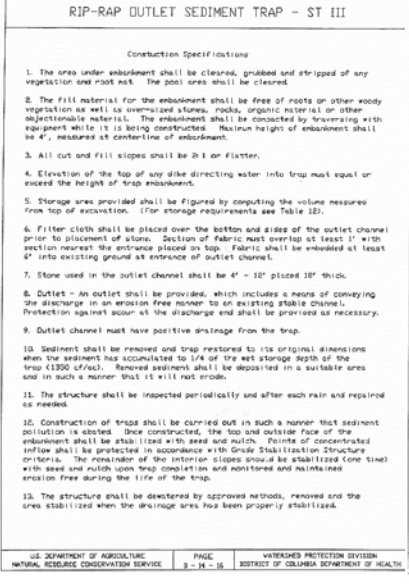 RIP-RAP OUTLET SEDIMENT TRAP - ST III
Construction Specifications
1. The area under embankment shall be cleared, grubbed and stripped of any
vegetation and root mat. The pool area shall be cleared.
2. The fill material for the embankment shall be free of roots or other woody
vegetation as well as over-sized stones, rocks, organic material or other
objectionable material. The embankment shall be compacted by traversing with
equipment while it is being constructed. Maximum height of embankment shall
be 4', measured at centerline of embankment.
3. All cut and fill slopes shall be 2:1 or flatter.
4. Elevation of the top of any dike directing water into trap must equal or
exceed the height of trap embankment.
5. Storage area provided shall be figured by computing the volume measures
from top of excavation. (For storage requirements see Table 12).
6. Filter cloth shall be placed over the bottom and sides of the outlet channel
prior to placement of stone. Section of fabric must overlap at least 1' with
section nearest the entrance placed on top. Fabric shall be embedded at least
6" into existing ground at entrance of outlet channel.
7. Stone used in the outlet channel shall be 4" - 12" placed 18" thick.
8. Outlet - An outlet shall be provided, which includes a means of conveying
the discharge in an erosion free manner to an existing stable channel.
Protection against scour at the discharge end shall be provided as necessary.
9. Outlet channel must have positive drainage from the trap.
10. Sediment shall be removed and trap restored to its original dimensions
when the sediment has accumulated to 1/4 of the wet storage depth of the
trap (1350 cf/ac). Removed sediment shall be deposited in a suitable area
and in such a manner that it will not erode.
11. The structure shall be inspected periodically and after each rain and repaired
as needed.
12. Construction of traps shall be carried out in such a manner that sediment
pollution is abated. Once constructed, the top and outside face of the
embankment shall be stabilized with seed and mulch. Points of concentrated
inflow shall be protected in accordance with Grade Stabilization Structure
criteria. The remainder of the interior slopes should be stabilized (one time)
with seed and mulch upon trap completion and monitored and maintained
erosion free during the life of the trap.
13. The structure shall be dewatered by approved methods, removed and the
area stabilized when the drainage area has been properly stabilized.
U.S. DEPARTMENT OF AGRICULTURE
NATURAL RESOURCE CONSERVATION SERVICE
PAGE
9 - 14 - 16
WATERSHED PROTECTION DIVISION
DISTRICT OF COLUMBIA DEPARTMENT OF HEALTH